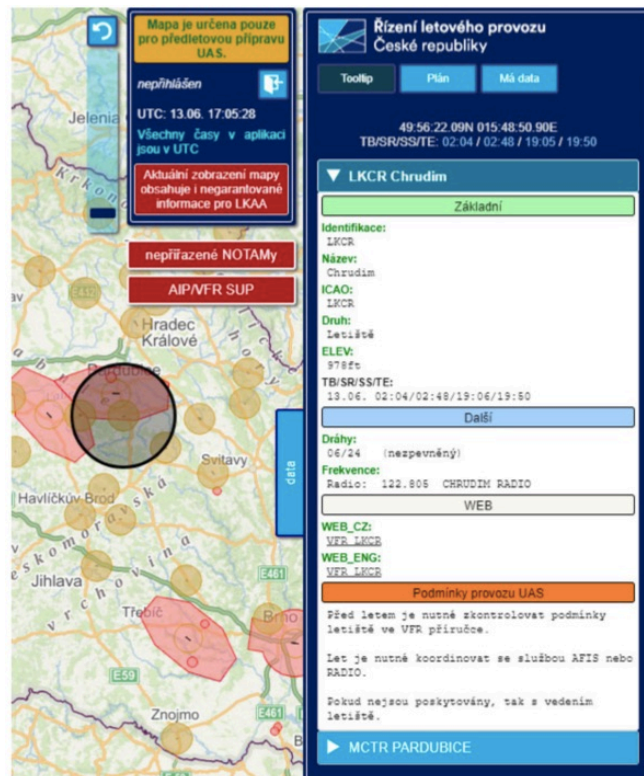 Mapa je určena pouze
pro předletovou přípravu
UAS.
nepřihlášen
UTC: 13.06. 17:05:28
Všechny časy v aplikaci
jsou v UTC
Aktuální zobrazení mapy
obsahuje i negarantované
informace pro LKAA
nepřiřazené NOTAMy
AIP/VFR SUP
Jelenia
Krkono
E442
Hradec
Králové
Pardubice
Svitavy
Havlíčkův Brod
Jihlava
vrchovina
E461
Třebíč
Brno
E59
E461
Znojmo
data
Řízení letového provozu
České republiky
Tooltip
Plán
Má data
49:56:22.09N 015:48:50.90E
TB/SR/SS/TE: 02:04 / 02:48 / 19:05 / 19:50
LKCR Chrudim
Základní
Identifikace:
LKCR
Název:
Chrudim
ICAO:
LKCR
Druh:
Letiště
ELEV:
978ft
TB/SR/SS/TE:
13.06. 02:04/02:48/19:06/19:50
Další
Dráhy:
06/24 (nezpevněný)
Frekvence:
Radio: 122.805 CHRUDIM RADIO
WEB
WEB_CZ:
VFR LKCR
WEB_ENG:
VFR LKCR
Podmínky provozu UAS
Před letem je nutné zkontrolovat podmínky
letiště ve VFR příručce.
Let je nutné koordinovat se službou AFIS nebo
RADIO.
Pokud nejsou poskytovány, tak s vedením
letiště.
MCTR PARDUBICE